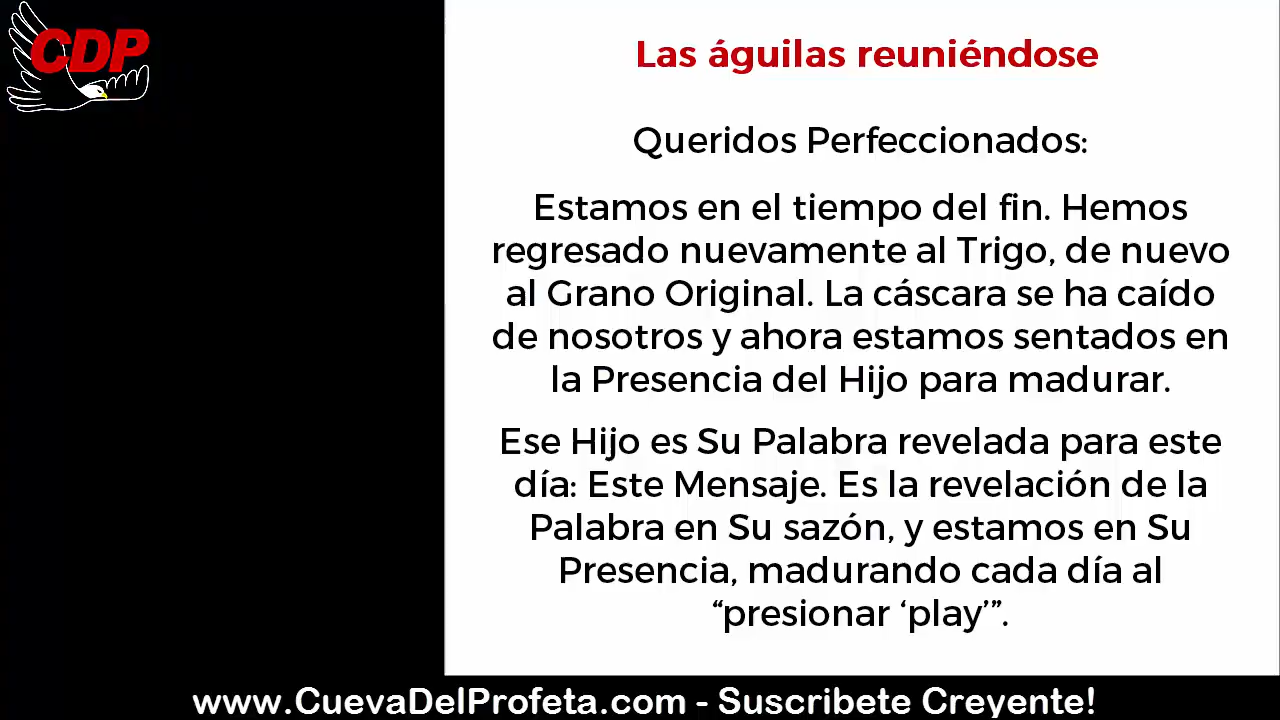 CDP
Las águilas reuniéndose
Queridos Perfeccionados:
Estamos en el tiempo del fin. Hemos
regresado nuevamente al Trigo, de nuevo
al Grano Original. La cáscara se ha caído
de nosotros y ahora estamos sentados en
la Presencia del Hijo para madurar.
Ese Hijo es Su Palabra revelada para este
día: Este Mensaje. Es la revelación de la
Palabra en Su sazón, y estamos en Su
Presencia, madurando cada día al
“presionar ‘play’”.
www.CuevaDelProfeta.com - Suscribete Creyente!